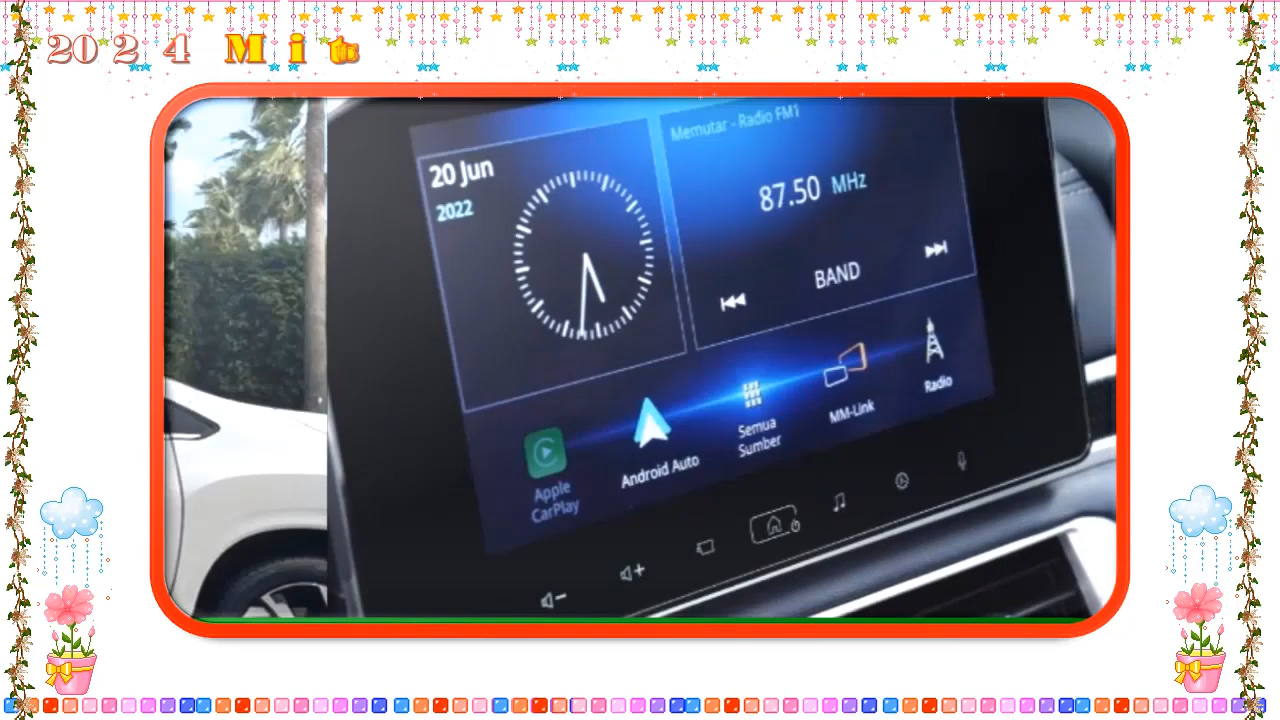 2024 Mit
20 Jun
2022
Memutar - Radio FM1
87.50 MHz
BAND
Apple
CarPlay
Android Auto
Semua
Sumber
MM-Link
Radio